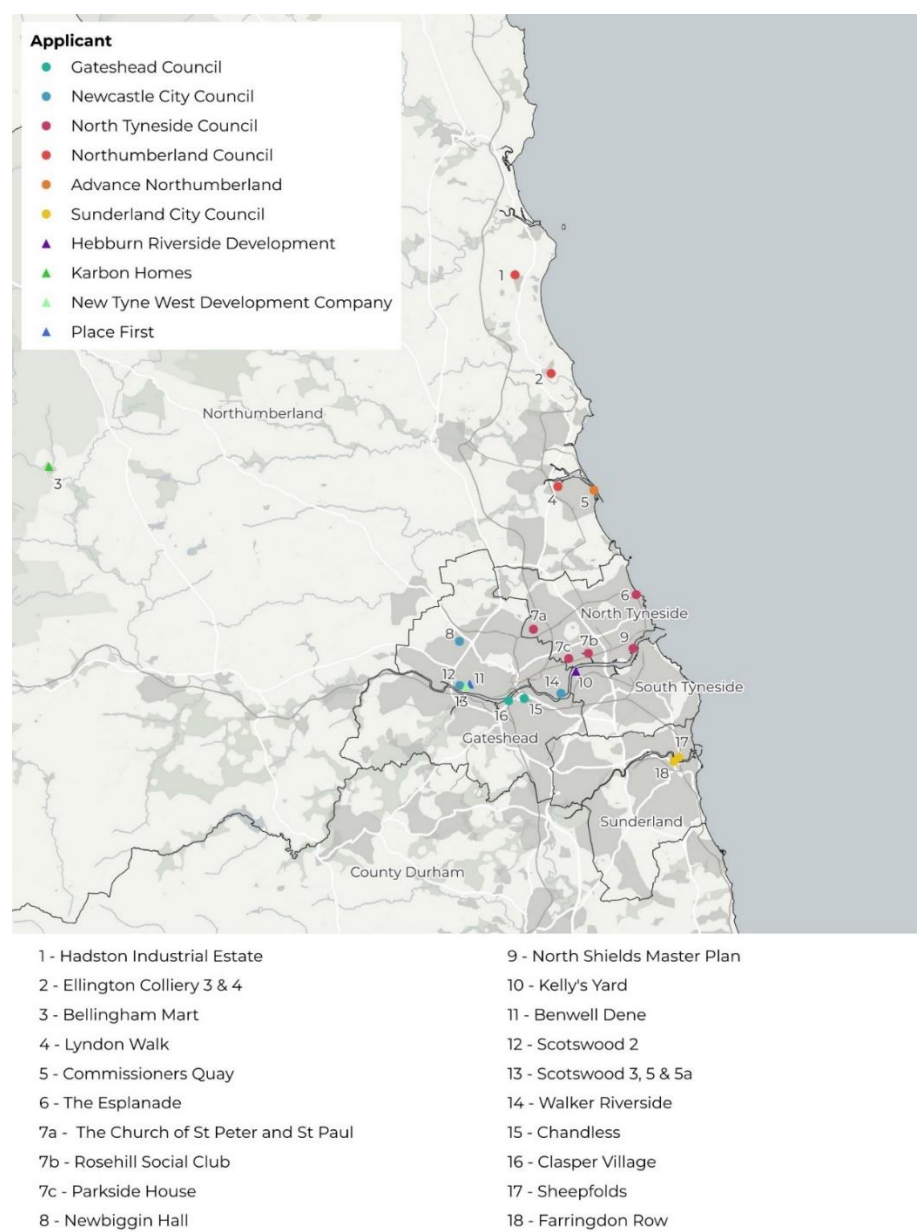 Applicant
Gateshead Council
Newcastle City Council
North Tyneside Council
Northumberland Council
Advance Northumberland
Sunderland City Council
Hebburn Riverside Development
Karbon Homes
New Tyne West Development Company
Place First
1
2
Northumberland
3
4
5
6
North Tyneside
7a
8
7b
9
7c
12
11
10
14
South Tyneside
13
16
15
Gateshead
17
18
Sunderland
County Durham
1 - Hadston Industrial Estate
2 - Ellington Colliery 3 & 4
3 - Bellingham Mart
4 - Lyndon Walk
5 - Commissioners Quay
6 - The Esplanade
7a - The Church of St Peter and St Paul
7b - Rosehill Social Club
7c - Parkside House
8 - Newbiggin Hall
9 - North Shields Master Plan
10 - Kelly's Yard
11 - Benwell Dene
12 - Scotswood 2
13 - Scotswood 3, 5 & 5a
14 - Walker Riverside
15 - Chandless
16 - Clasper Village
17 - Sheepfolds
18 - Farringdon Row